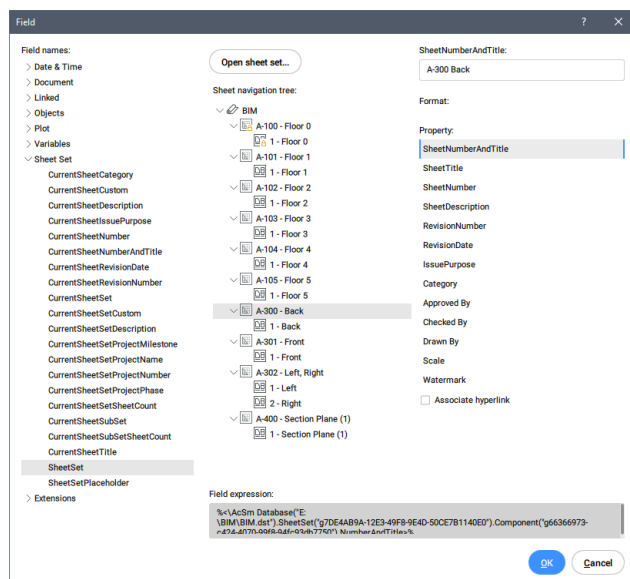 Field
? X
Field names:
Date & Time
Document
Linked
Objects
Plot
Variables
Sheet Set
CurrentSheetCategory
CurrentSheetCustom
CurrentSheetDescription
CurrentSheetIssuePurpose
CurrentSheetNumber
CurrentSheetNumberAndTitle
CurrentSheetRevisionDate
CurrentSheetRevisionNumber
CurrentSheetSet
CurrentSheetSetCustom
CurrentSheetSetDescription
CurrentSheetSetProjectMilestone
CurrentSheetSetProjectName
CurrentSheetSetProjectNumber
CurrentSheetSetProjectPhase
CurrentSheetSetSheetCount
CurrentSheetSubSet
CurrentSheetSubSetSheetCount
CurrentSheetTitle
SheetSet
SheetSetPlaceholder
Extensions
Open sheet set...
Sheet navigation tree:
BIM
A-100 - Floor 0
1 - Floor 0
A-101 - Floor 1
1 - Floor 1
A-102 - Floor 2
1 - Floor 2
A-103 - Floor 3
1 - Floor 3
A-104 - Floor 4
1 - Floor 4
A-105 - Floor 5
1 - Floor 5
A-300 - Back
1 - Back
A-301 - Front
1 - Front
A-302 - Left, Right
1 - Left
2 - Right
A-400 - Section Plane (1)
1 - Section Plane (1)
SheetNumberAndTitle:
A-300 Back
Format:
Property:
SheetNumberAndTitle
SheetTitle
SheetNumber
SheetDescription
RevisionNumber
RevisionDate
IssuePurpose
Category
Approved By
Checked By
Drawn By
Scale
Watermark
Associate hyperlink
Field expression:
%<\AcSm Database("E:
\BIM\BIM.dst").SheetSet("g7DE4AB9A-12E3-49F8-9E4D-50CE7B1140E0").Component("g66366973-
c424-4070-99f8-94fc93db7750").NumberAndTitle>%
OK
Cancel